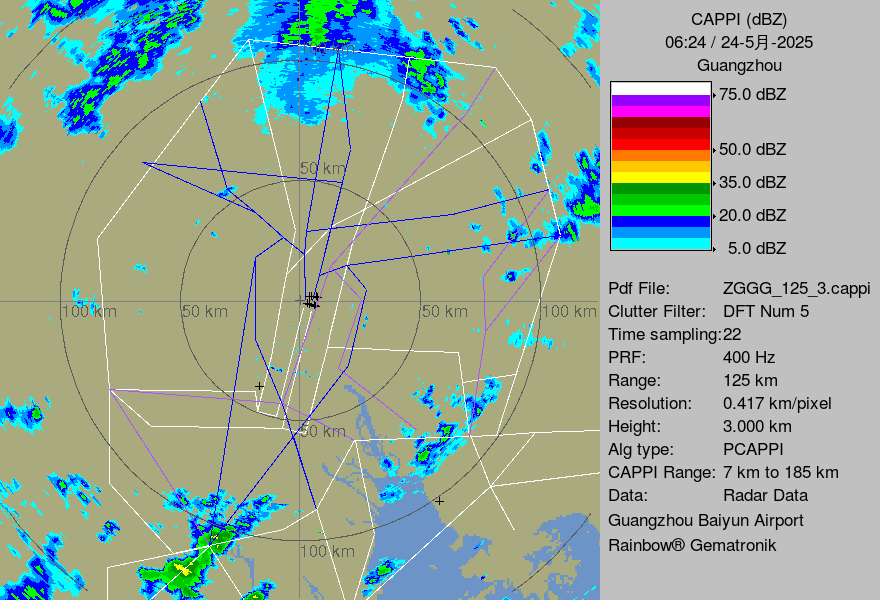 CAPPI (dBZ)
06:24 / 24-5月-2025
Guangzhou
75.0 dBZ
50.0 dBZ
35.0 dBZ
20.0 dBZ
5.0 dBZ
Pdf File: ZGGG_125_3.cappi
Clutter Filter: DFT Num 5
Time sampling:22
PRF: 400 Hz
Range: 125 km
Resolution: 0.417 km/pixel
Height: 3.000 km
Alg type: PCAPPI
CAPPI Range: 7 km to 185 km
Data: Radar Data
Guangzhou Baiyun Airport
Rainbow® Gematronik
50 km
100 km
50 km
50 km
100 km
50 km
100 km